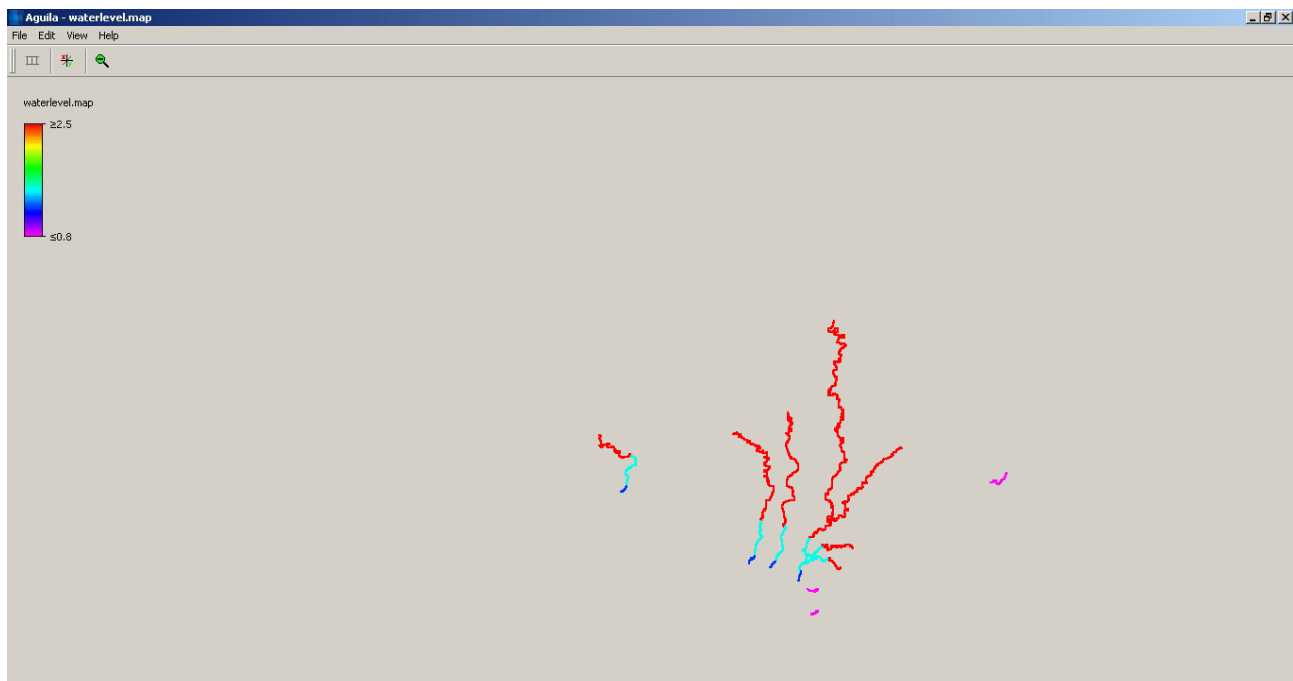 Aguila - waterlevel.map
File Edit View Help
waterlevel.map
≥2.5
≤0.8